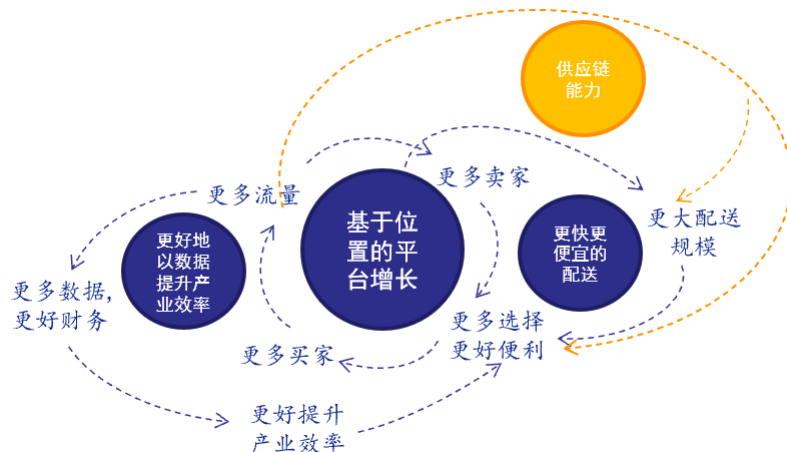 供应链
能力
更多流量
更多卖家
基于位
置的平
台增长
更好地
以数据
提升产
业效率
更快更
便宜的
配送
更大配送
规模
更多数据,
更好财务
更多选择
更好便利
更多买家
更好提升
产业效率